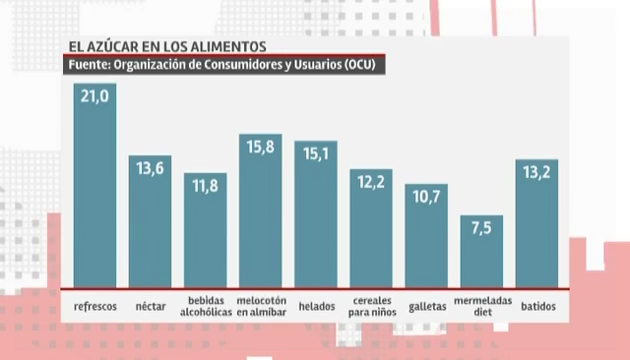 EL AZÚCAR EN LOS ALIMENTOS
Fuente: Organización de Consumidores y Usuarios (OCU)
21,0
13,6
11,8
15,8
15,1
12,2
10,7
7,5
13,2
refrescos
néctar
bebidas
alcohólicas
melocotón
en almíbar
helados
cereales
para niños
galletas
mermeladas
diet
batidos